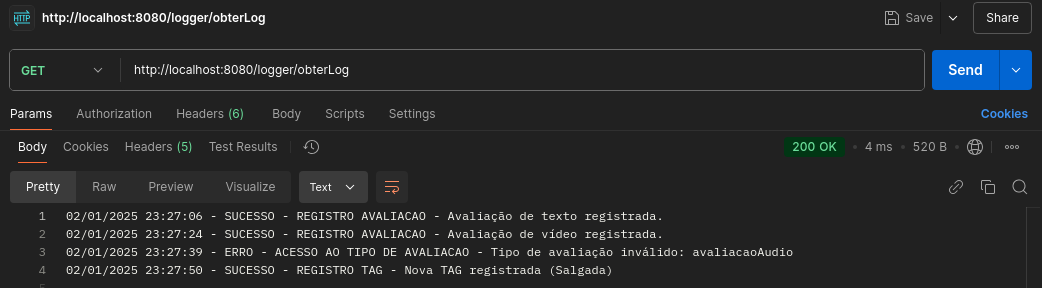 HTTP http://localhost:8080/logger/obterLog Save Share
GET http://localhost:8080/logger/obterLog Send
Params Authorization Headers (6) Body Scripts Settings Cookies
Body Cookies Headers (5) Test Results 200 OK • 4 ms • 520 B •
Pretty Raw Preview Visualize Text
1 02/01/2025 23:27:06 - SUCESSO - REGISTRO AVALIACAO - Avaliação de texto registrada.
2 02/01/2025 23:27:24 - SUCESSO - REGISTRO AVALIACAO - Avaliação de vídeo registrada.
3 02/01/2025 23:27:39 - ERRO - ACESSO AO TIPO DE AVALIACAO - Tipo de avaliação inválido: avaliacaoAudio
4 02/01/2025 23:27:50 - SUCESSO - REGISTRO TAG - Nova TAG registrada (Salgada)
5